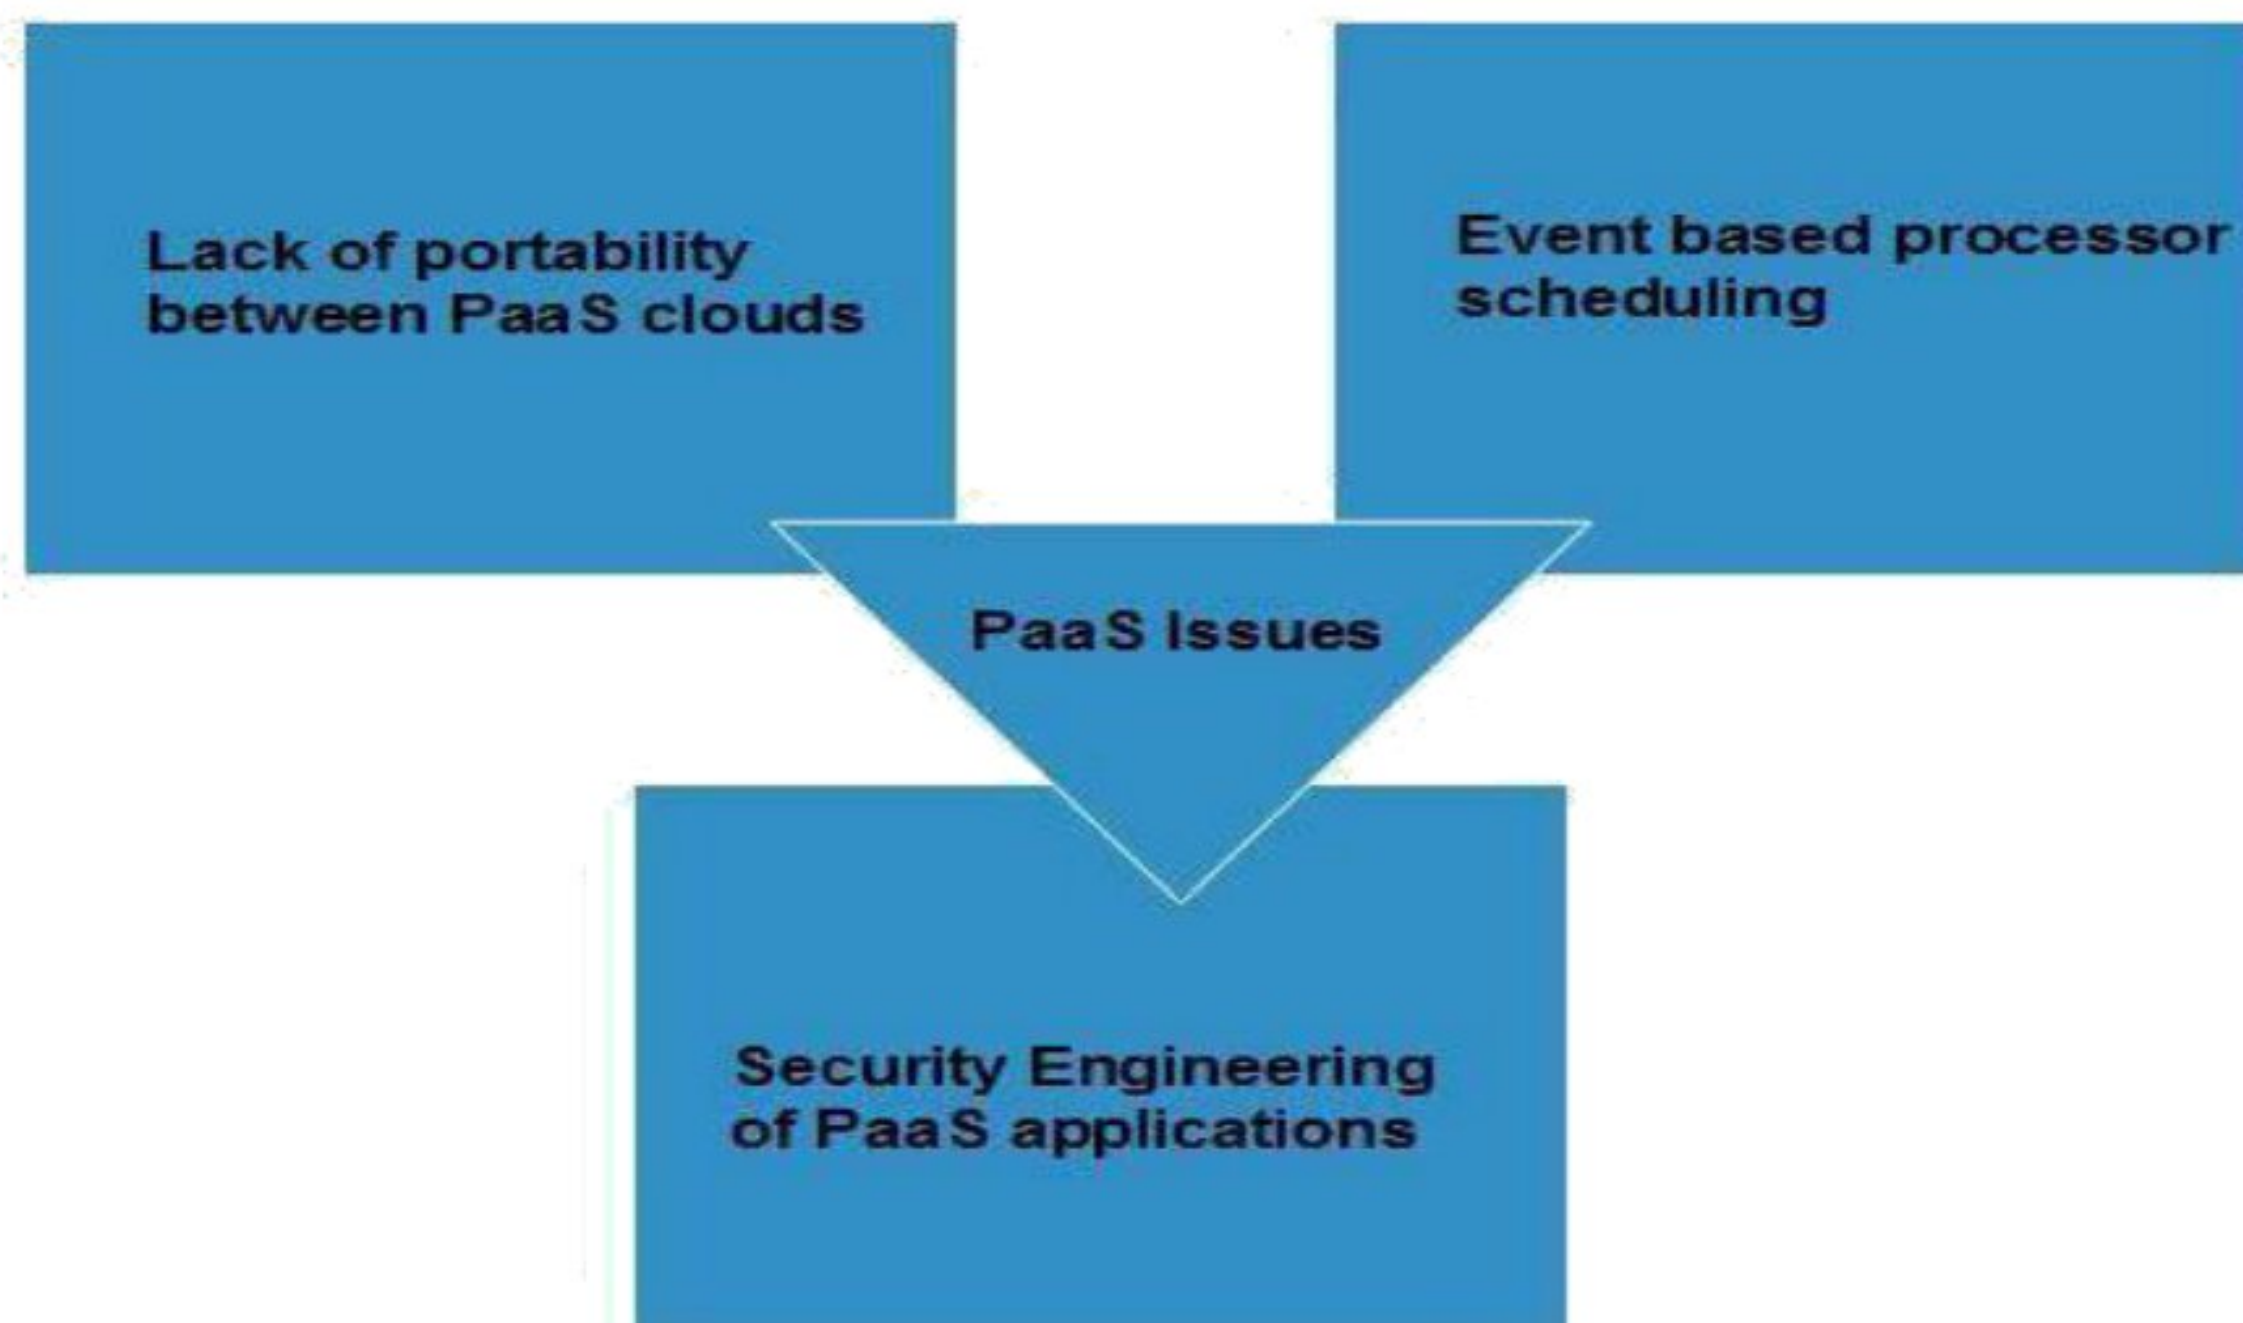 Lack of portability
between PaaS clouds
Event based processor
scheduling
PaaS Issues
Security Engineering
of PaaS applications